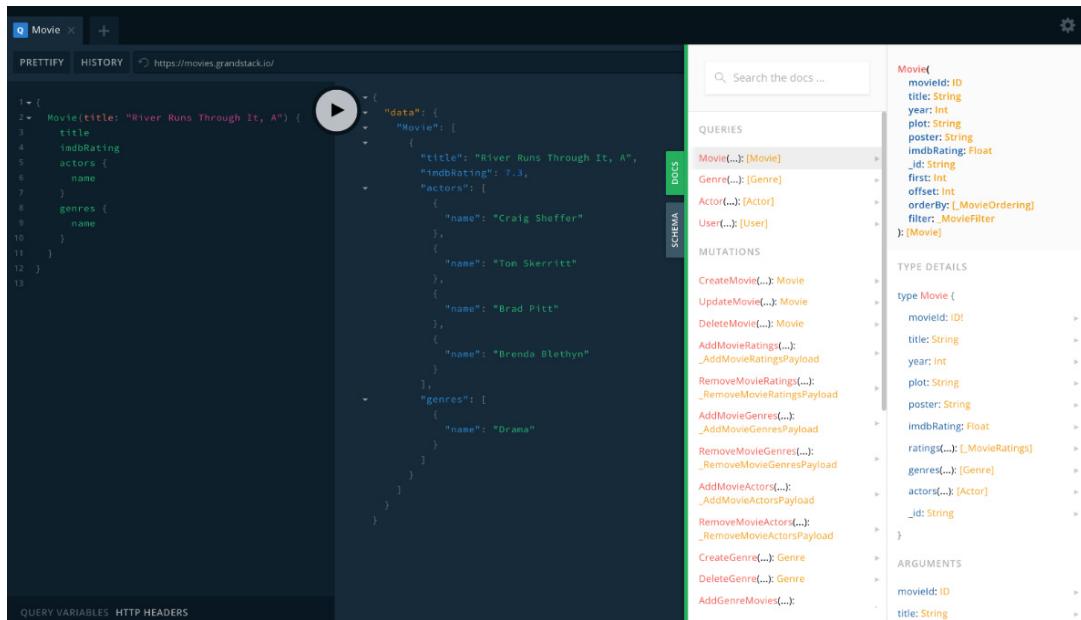 Q Movie × +
PRETTIFY HISTORY https://movies.grandstack.io/
1 {
2 Movie(title: "River Runs Through It, A") {
3 title
4 imdbRating
5 actors {
6 name
7 }
8 genres {
9 name
10 }
11 }
12 }
13
QUERY VARIABLES HTTP HEADERS
{
"data": {
"Movie": [
{
"title": "River Runs Through It, A",
"imdbRating": 7.3,
"actors": [
{
"name": "Craig Sheffer"
},
{
"name": "Tom Skerritt"
},
{
"name": "Brad Pitt"
},
{
"name": "Brenda Blethyn"
}
],
"genres": [
{
"name": "Drama"
}
]
}
]
}
}
DOCS
SCHEMA
Search the docs ...
QUERIES
Movie(...): [Movie]
Genre(...): [Genre]
Actor(...): [Actor]
User(...): [User]
MUTATIONS
CreateMovie(...): Movie
UpdateMovie(...): Movie
DeleteMovie(...): Movie
AddMovieRatings(...):
_AddMovieRatingsPayload
RemoveMovieRatings(...):
_RemoveMovieRatingsPayload
AddMovieGenres(...):
_AddMovieGenresPayload
RemoveMovieGenres(...):
_RemoveMovieGenresPayload
AddMovieActors(...):
_AddMovieActorsPayload
RemoveMovieActors(...):
_RemoveMovieActorsPayload
CreateGenre(...): Genre
DeleteGenre(...): Genre
AddGenreMovies(...):
Movie(
movieId: ID
title: String
year: Int
plot: String
poster: String
imdbRating: Float
_id: String
first: Int
offset: Int
orderBy: [_MovieOrdering]
filter: _MovieFilter
): [Movie]
TYPE DETAILS
type Movie {
movieId: ID!
title: String
year: Int
plot: String
poster: String
imdbRating: Float
ratings(...): [_MovieRatings]
genres(...): [Genre]
actors(...): [Actor]
_id: String
}
ARGUMENTS
movieId: ID
title: String